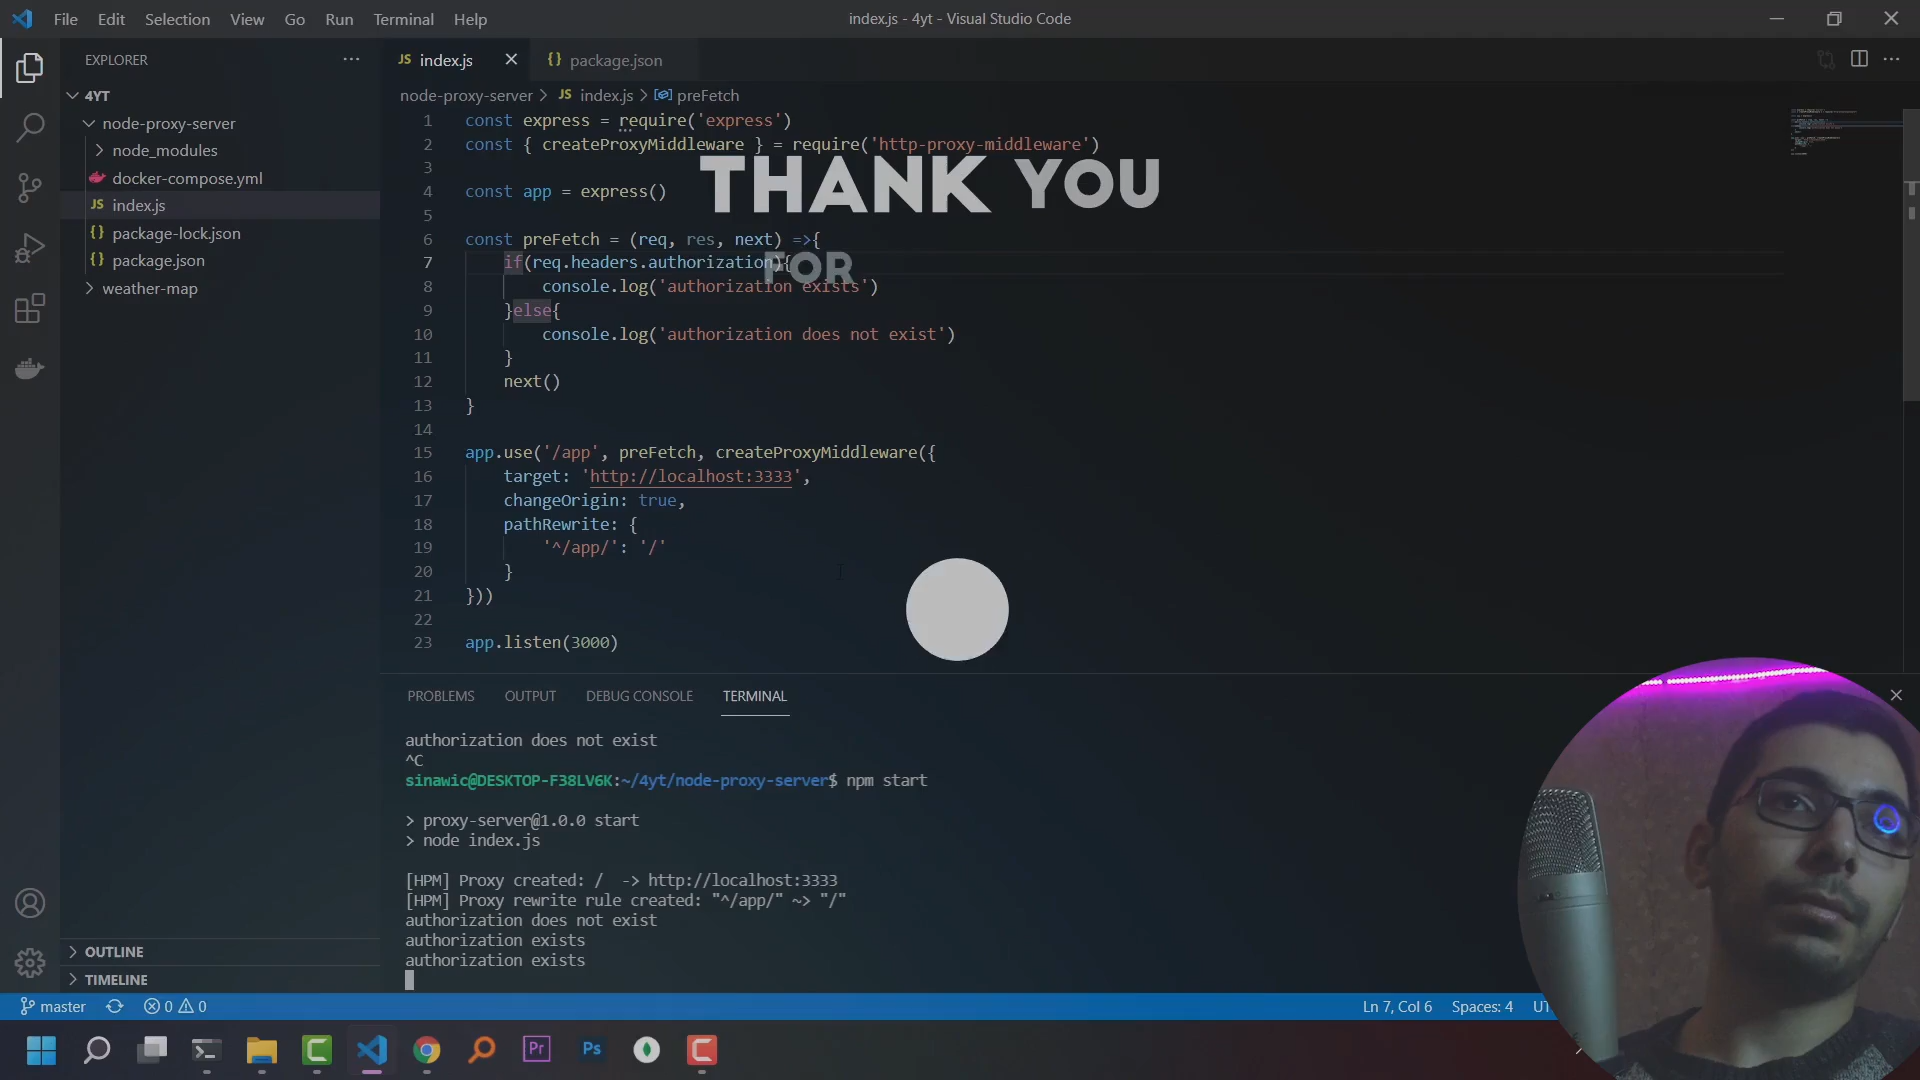 File Edit Selection View Go Run Terminal Help
index.js - 4yt - Visual Studio Code
EXPLORER
4YT
node-proxy-server
node_modules
docker-compose.yml
JS index.js
{} package-lock.json
{} package.json
weather-map
OUTLINE
TIMELINE
JS index.js
{} package.json
node-proxy-server > JS index.js > preFetch
1 const express = require('express')
2 const { createProxyMiddleware } = require('http-proxy-middleware')
3
4 const app = express()
5
6 const preFetch = (req, res, next) =>{
7 if(req.headers.authorization){
8 console.log('authorization exists')
9 }else{
10 console.log('authorization does not exist')
11 }
12 next()
13 }
14
15 app.use('/app', preFetch, createProxyMiddleware({
16 target: 'http://localhost:3333',
17 changeOrigin: true,
18 pathRewrite: {
19 '^/app/': '/'
20 }
21 }))
22
23 app.listen(3000)
THANK YOU
FOR
PROBLEMS OUTPUT DEBUG CONSOLE TERMINAL
authorization does not exist
^C
sinawic@DESKTOP-F38LV6K:~/4yt/node-proxy-server$ npm start
> proxy-server@1.0.0 start
> node index.js
[HPM] Proxy created: / -> http://localhost:3333
[HPM] Proxy rewrite rule created: "^/app/" ~> "/"
authorization does not exist
authorization exists
authorization exists
master 0 0
Ln 7, Col 6 Spaces: 4
Pr
Ps